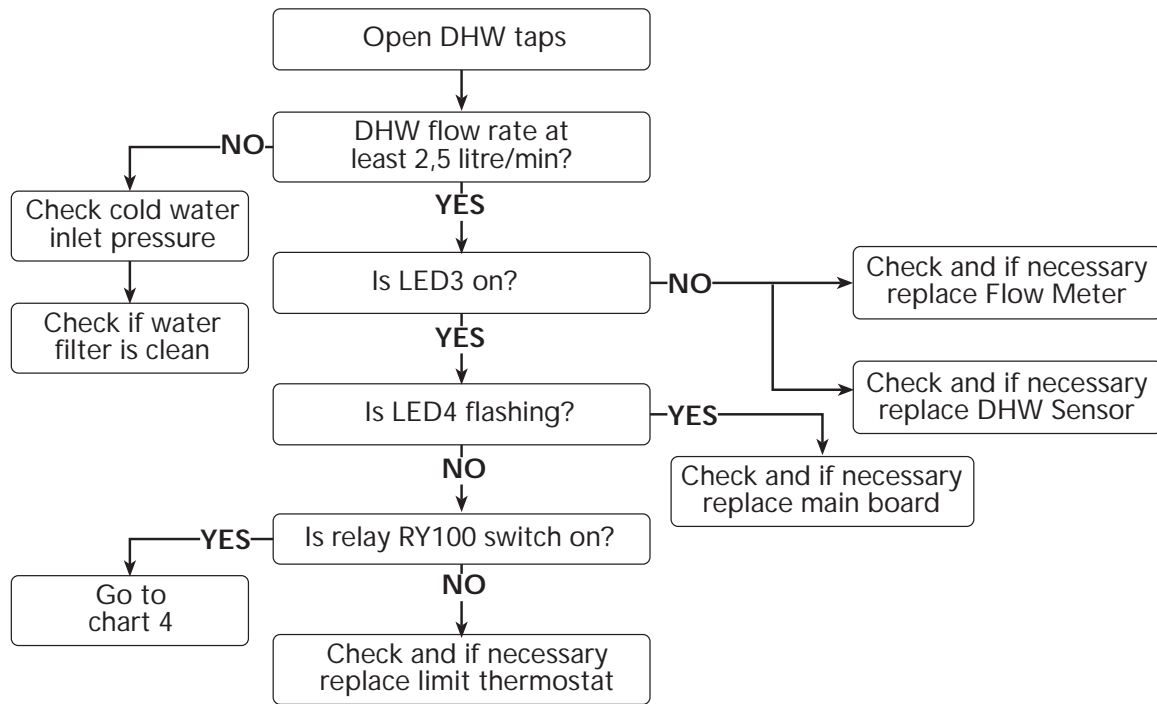 Open DHW taps
DHW flow rate at
least 2,5 litre/min?
NO
YES
Check cold water
inlet pressure
Check if water
filter is clean
Is LED3 on?
NO
Check and if necessary
replace Flow Meter
Check and if necessary
replace DHW Sensor
YES
Is LED4 flashing?
YES
Check and if necessary
replace main board
NO
Is relay RY100 switch on?
YES
Go to
chart 4
NO
Check and if necessary
replace limit thermostat